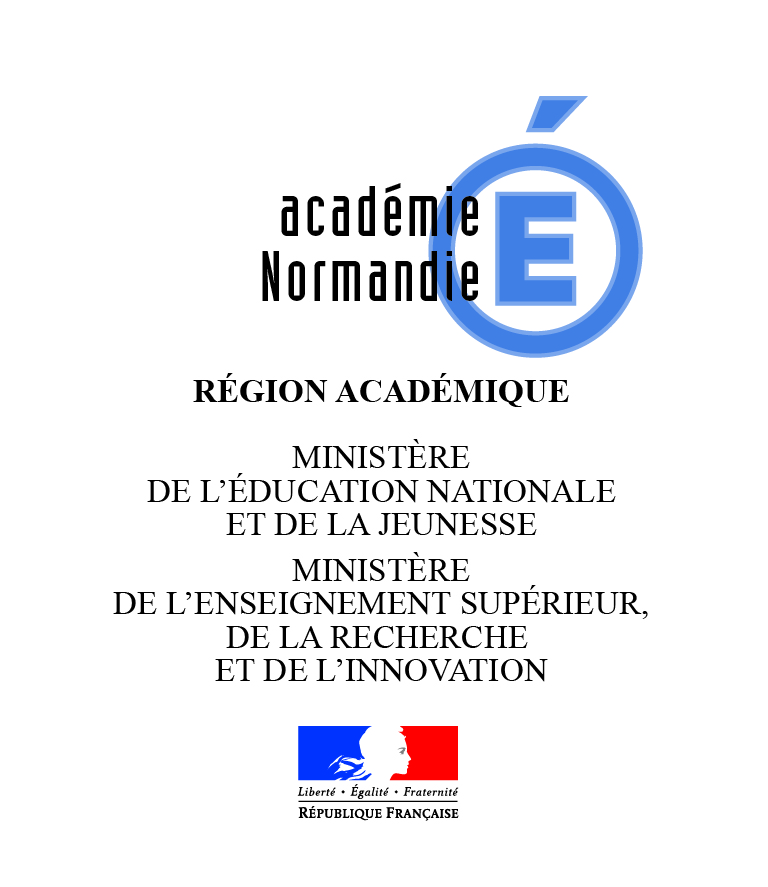 académie
Normandie
É
RÉGION ACADÉMIQUE
MINISTÈRE
DE L’ÉDUCATION NATIONALE
ET DE LA JEUNESSE
MINISTÈRE
DE L’ENSEIGNEMENT SUPÉRIEUR,
DE LA RECHERCHE
ET DE L’INNOVATION
Liberté • Égalité • Fraternité
RÉPUBLIQUE FRANÇAISE